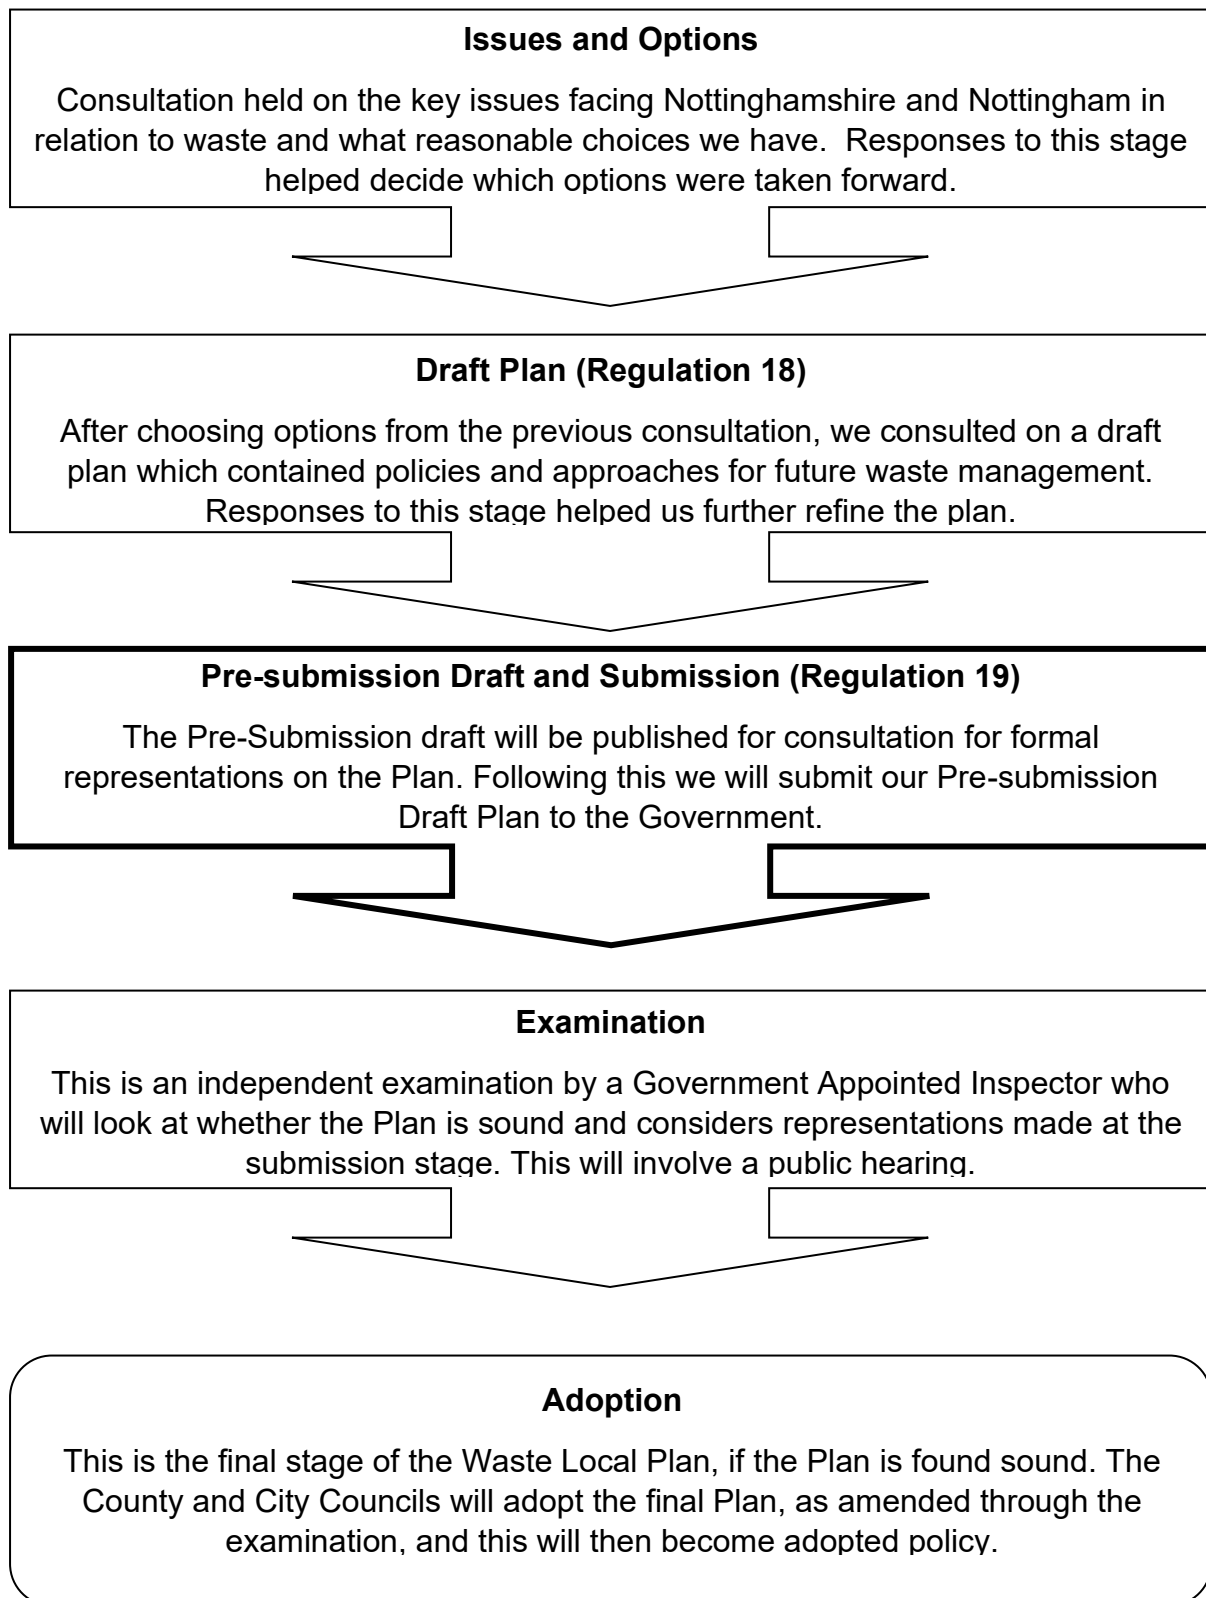 Issues and Options
Consultation held on the key issues facing Nottinghamshire and Nottingham in
relation to waste and what reasonable choices we have.  Responses to this stage
helped decide which options were taken forward.
Draft Plan (Regulation 18)
After choosing options from the previous consultation, we consulted on a draft
plan which contained policies and approaches for future waste management.
Responses to this stage helped us further refine the plan.
Pre-submission Draft and Submission (Regulation 19)
The Pre-Submission draft will be published for consultation for formal
representations on the Plan. Following this we will submit our Pre-submission
Draft Plan to the Government.
Examination
This is an independent examination by a Government Appointed Inspector who
will look at whether the Plan is sound and considers representations made at the
submission stage. This will involve a public hearing.
Adoption
This is the final stage of the Waste Local Plan, if the Plan is found sound. The
County and City Councils will adopt the final Plan, as amended through the
examination, and this will then become adopted policy.